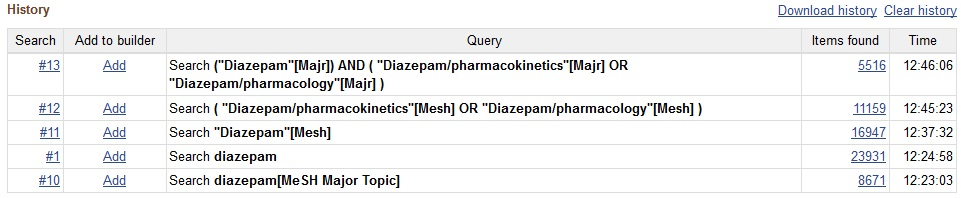 History Download history Clear history
Search Add to builder Query Items found Time
#13 Add Search ("Diazepam"[Majr]) AND ( "Diazepam/pharmacokinetics"[Majr] OR 5516 12:46:06
"Diazepam/pharmacology"[Majr] )
#12 Add Search ( "Diazepam/pharmacokinetics"[Mesh] OR "Diazepam/pharmacology"[Mesh] ) 11159 12:45:23
#11 Add Search "Diazepam"[Mesh] 16947 12:37:32
#1 Add Search diazepam 23931 12:24:58
#10 Add Search diazepam[MeSH Major Topic] 8671 12:23:03